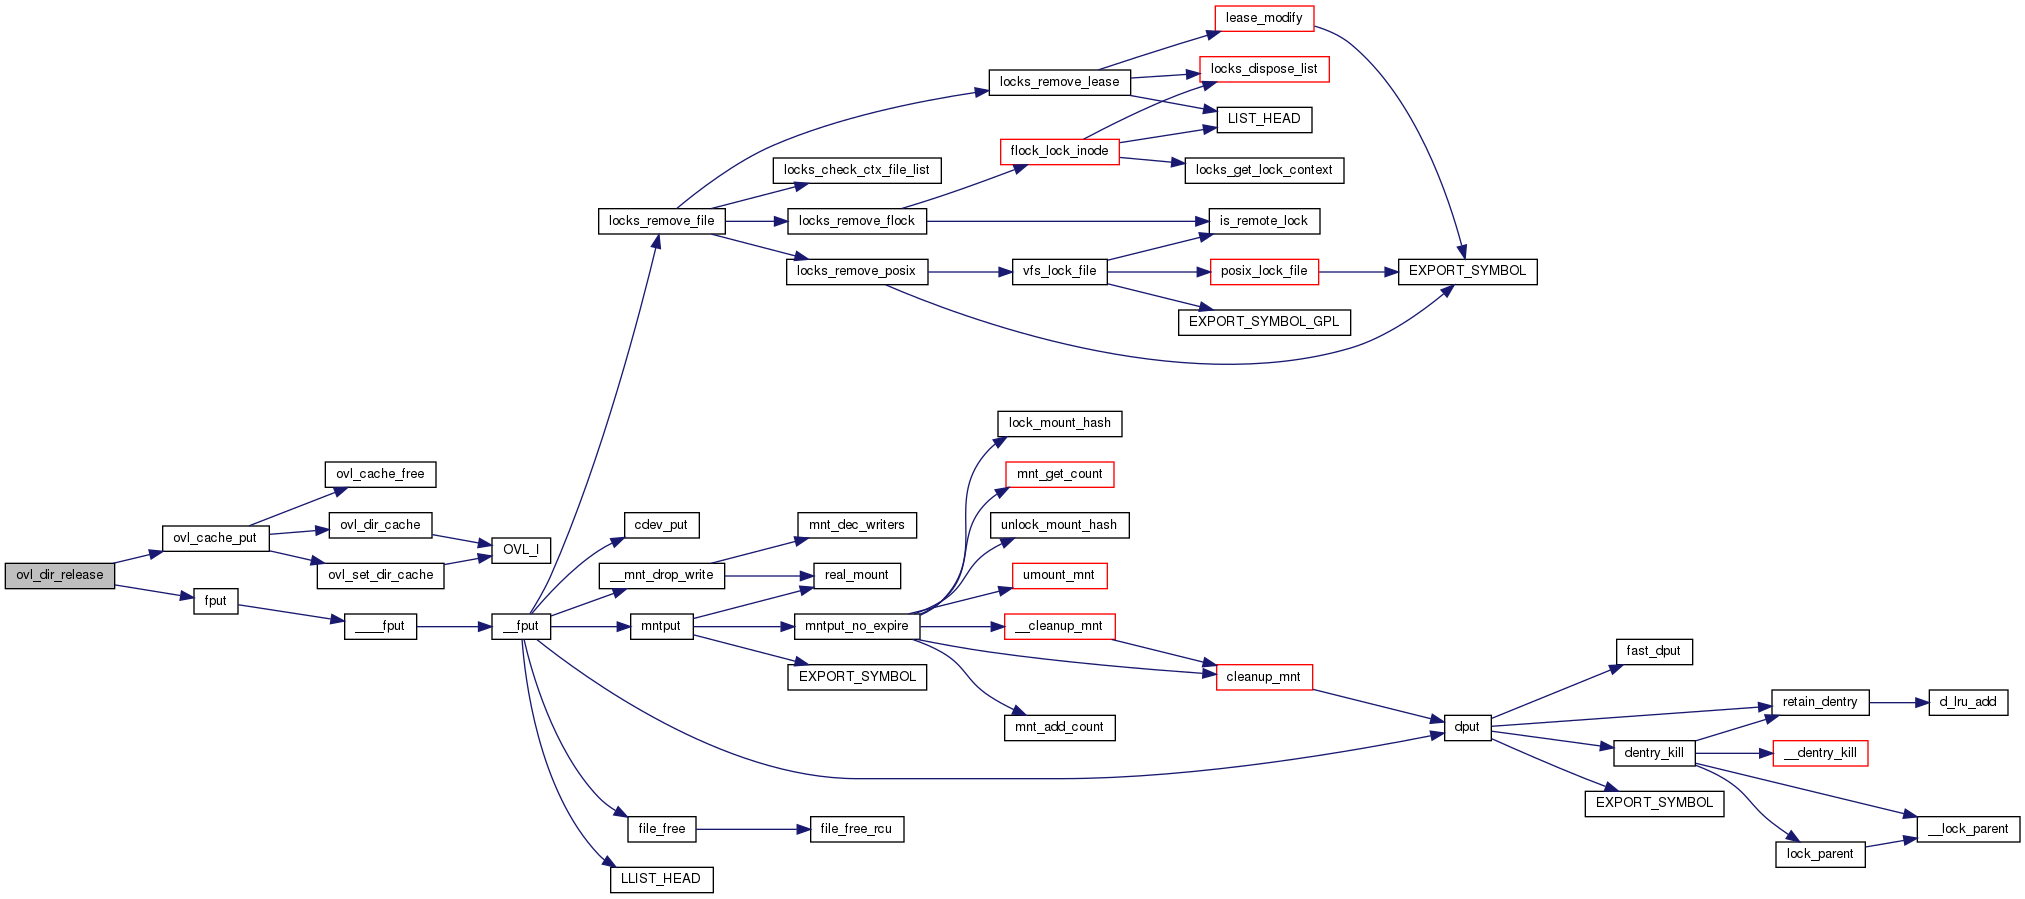 lease_modify
locks_dispose_list
locks_remove_lease
LIST_HEAD
flock_lock_inode
locks_check_ctx_file_list
locks_get_lock_context
locks_remove_file
locks_remove_flock
is_remote_lock
locks_remove_posix
vfs_lock_file
posix_lock_file
EXPORT_SYMBOL
EXPORT_SYMBOL_GPL
lock_mount_hash
ovl_cache_free
mnt_get_count
ovl_dir_cache
cdev_put
mnt_dec_writers
unlock_mount_hash
ovl_cache_put
OVL_I
ovl_dir_release
ovl_set_dir_cache
__mnt_drop_write
real_mount
umount_mnt
fput
____fput
__fput
mntput
mntput_no_expire
__cleanup_mnt
fast_dput
EXPORT_SYMBOL
cleanup_mnt
retain_dentry
d_lru_add
mnt_add_count
dput
dentry_kill
__dentry_kill
EXPORT_SYMBOL
file_free
file_free_rcu
__lock_parent
lock_parent
LLIST_HEAD